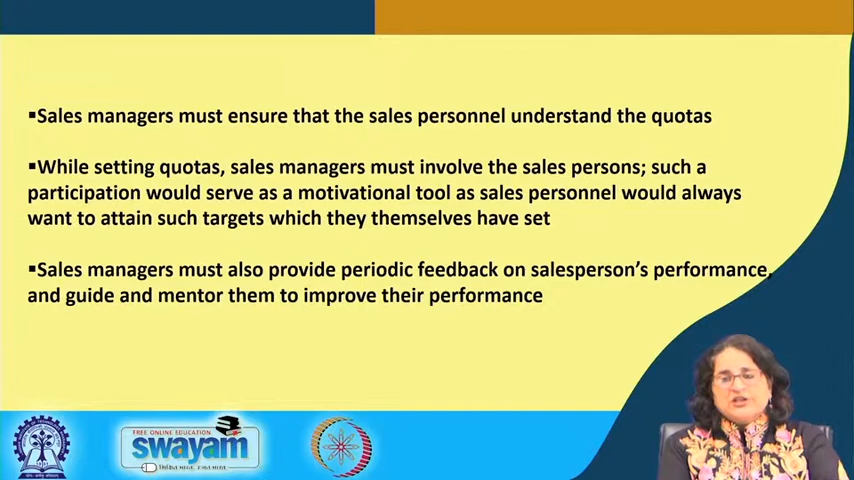 ▪Sales managers must ensure that the sales personnel understand the quotas
▪While setting quotas, sales managers must involve the sales persons; such a
participation would serve as a motivational tool as sales personnel would always
want to attain such targets which they themselves have set
▪Sales managers must also provide periodic feedback on salesperson's performance,
and guide and mentor them to improve their performance
FREE ONLINE EDUCATION
swayam